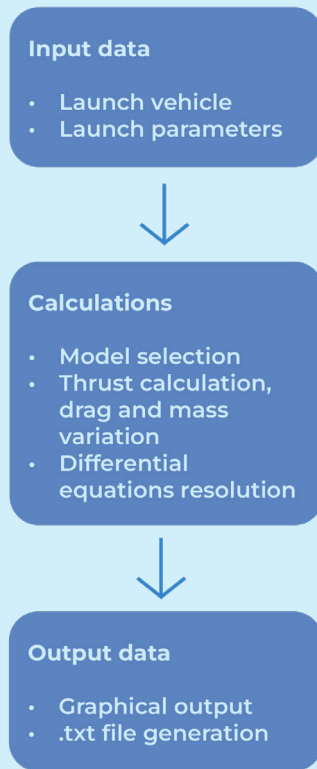 Input data
• Launch vehicle
• Launch parameters
Calculations
• Model selection
• Thrust calculation,
drag and mass
variation
• Differential
equations resolution
Output data
• Graphical output
• .txt file generation